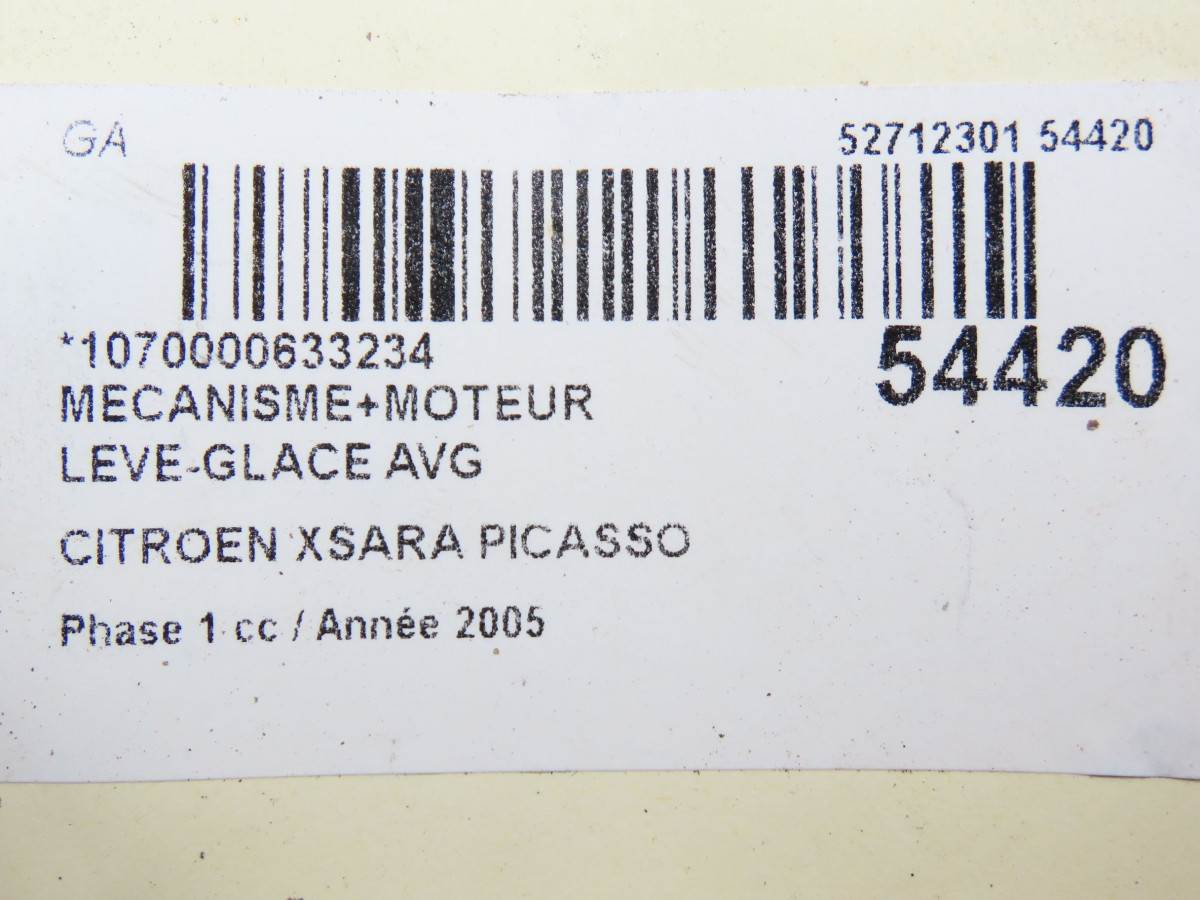 GA
52712301 54420
*1070000633234
54420
MECANISME+MOTEUR
LEVE-GLACE AVG
CITROEN XSARA PICASSO
Phase 1 cc / Année 2005